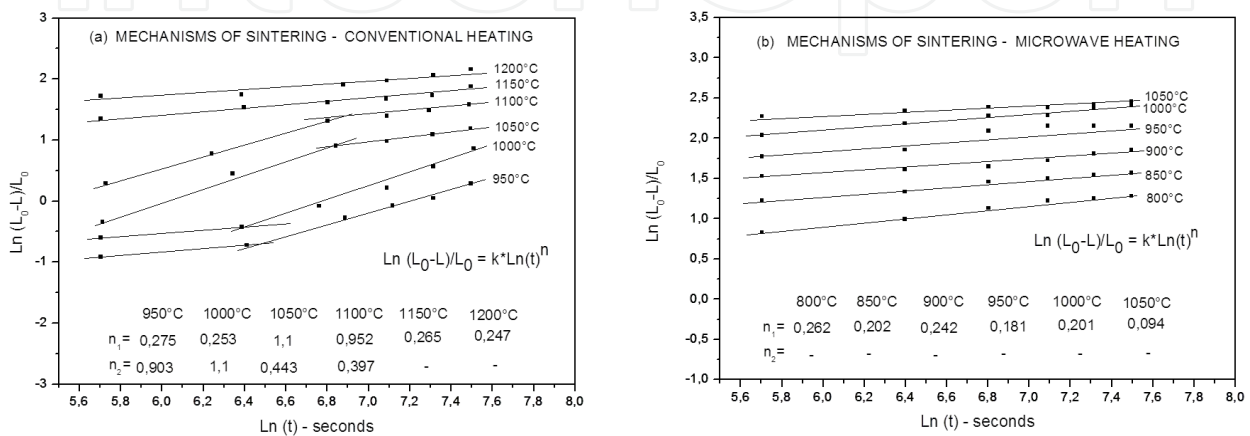 IntechOpen
(a) MECHANISMS OF SINTERING - CONVENTIONAL HEATING
Ln (L₀-L)/L₀
3
2
1
0
-1
-2
-3
1200°C
1150°C
1100°C
1050°C
1000°C
950°C
Ln (L₀-L)/L₀ = k*Ln(t)ⁿ
950°C 1000°C 1050°C 1100°C 1150°C 1200°C
n₁= 0,275 0,253 1,1 0,952 0,265 0,247
n₂= 0,903 1,1 0,443 0,397 - -
5,6 5,8 6,0 6,2 6,4 6,6 6,8 7,0 7,2 7,4 7,6 7,8 8,0
Ln (t) - seconds
(b) MECHANISMS OF SINTERING - MICROWAVE HEATING
Ln (L₀-L)/L₀
3,5
3,0
2,5
2,0
1,5
1,0
0,5
0,0
-0,5
-1,0
1050°C
1000°C
950°C
900°C
850°C
800°C
Ln (L₀-L)/L₀ = k*Ln(t)ⁿ
800°C 850°C 900°C 950°C 1000°C 1050°C
n₁= 0,262 0,202 0,242 0,181 0,201 0,094
n₂= - - - - - -
5,6 5,8 6,0 6,2 6,4 6,6 6,8 7,0 7,2 7,4 7,6 7,8 8,0
Ln (t) - seconds